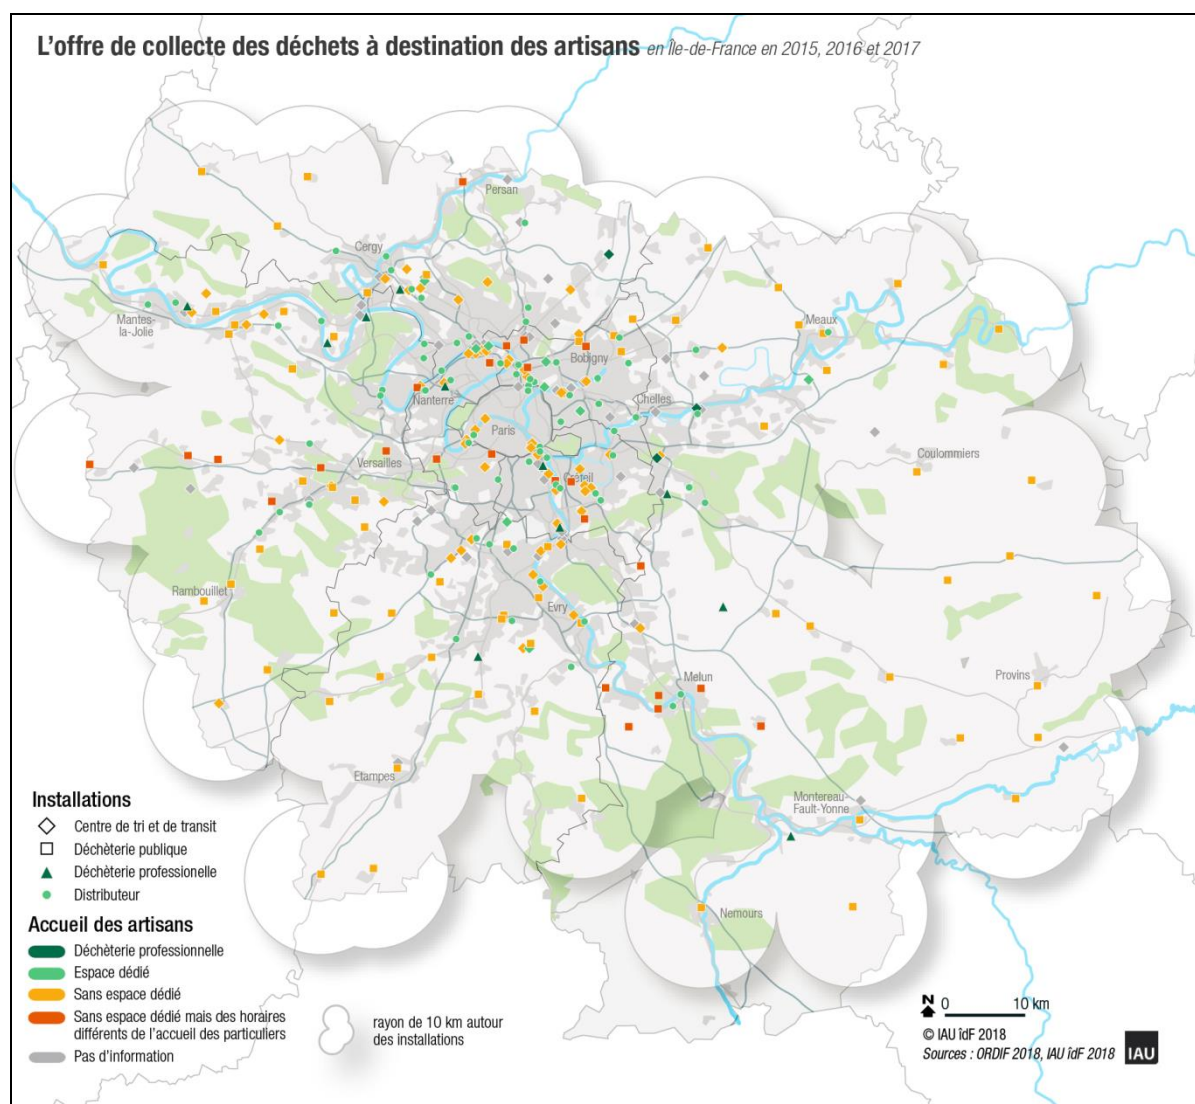 L'offre de collecte des déchets à destination des artisans en Île-de-France en 2015, 2016 et 2017
Persan
Cergy
Mantes-
la-Jolie
Meaux
Bobigny
Nanterre
Chelles
Paris
Versailles
Coulommiers
Créteil
Rambouillet
Evry
Melun
Provins
Etampes
Montereau-
Fault-Yonne
Nemours
Installations
Centre de tri et de transit
Déchèterie publique
Déchèterie professionelle
Distributeur
Accueil des artisans
Déchèterie professionnelle
Espace dédié
Sans espace dédié
Sans espace dédié mais des horaires
différents de l'accueil des particuliers
Pas d'information
rayon de 10 km autour
des installations
N 0 10 km
© IAU îdF 2018
Sources : ORDIF 2018, IAU îdF 2018
IAU